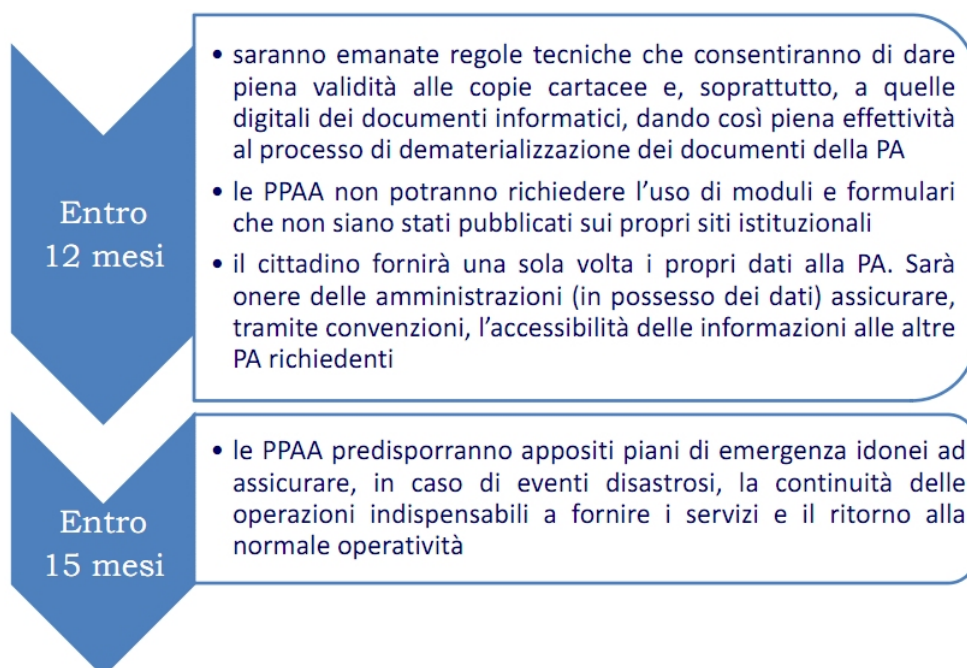 Entro
12 mesi
• saranno emanate regole tecniche che consentiranno di dare
piena validità alle copie cartacee e, soprattutto, a quelle
digitali dei documenti informatici, dando così piena effettività
al processo di dematerializzazione dei documenti della PA
• le PPAA non potranno richiedere l’uso di moduli e formulari
che non siano stati pubblicati sui propri siti istituzionali
• il cittadino fornirà una sola volta i propri dati alla PA. Sarà
onere delle amministrazioni (in possesso dei dati) assicurare,
tramite convenzioni, l’accessibilità delle informazioni alle altre
PA richiedenti
Entro
15 mesi
• le PPAA predisporranno appositi piani di emergenza idonei ad
assicurare, in caso di eventi disastrosi, la continuità delle
operazioni indispensabili a fornire i servizi e il ritorno alla
normale operatività